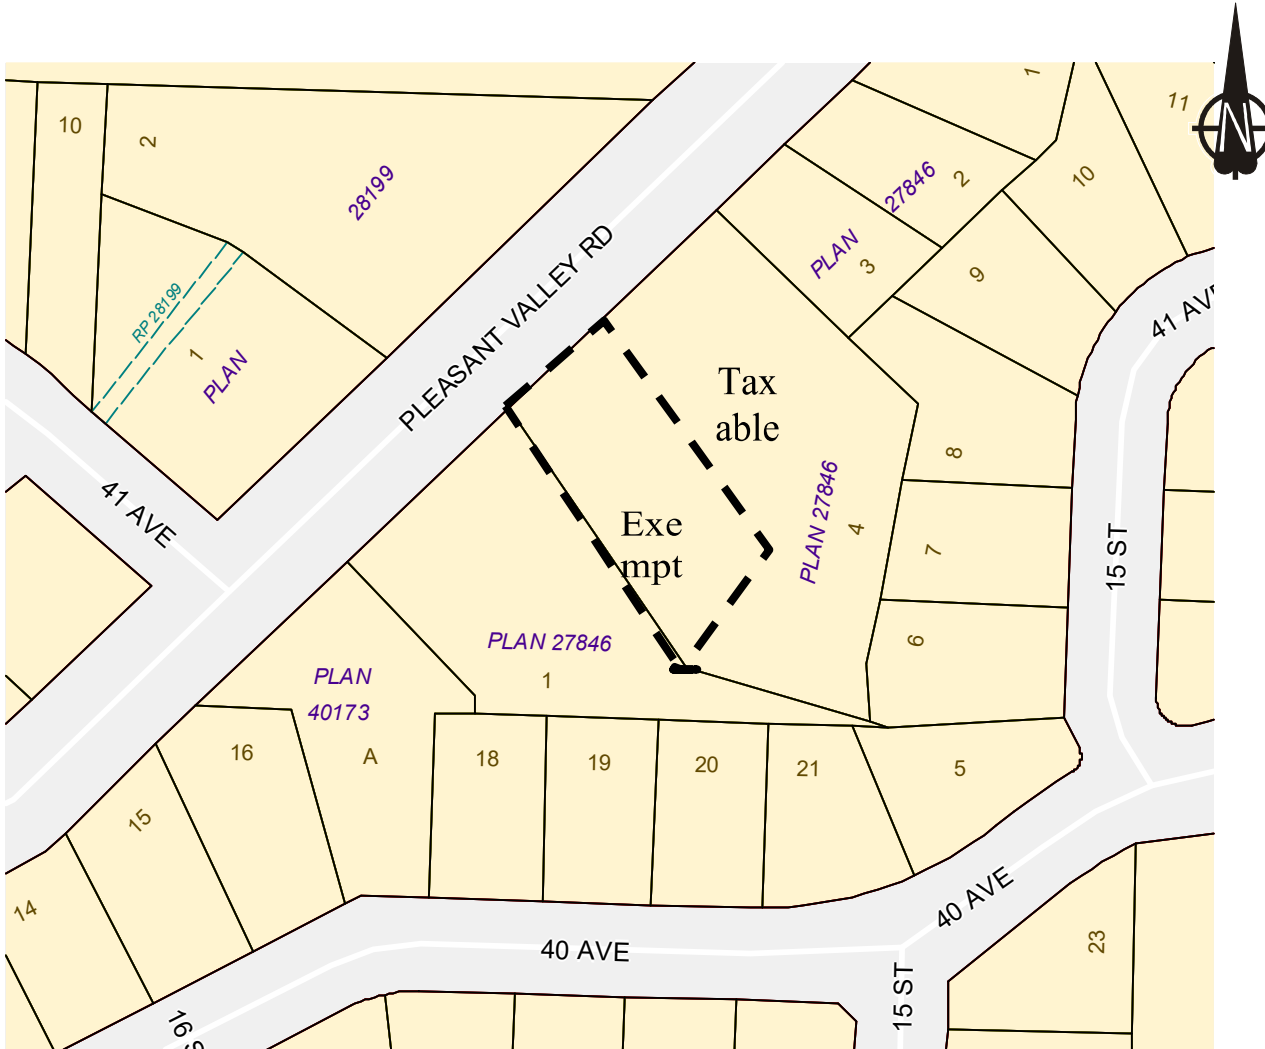 N
1
11
10
2
10
2
28199
27846
PLAN
3
9
41 AVE
PLEASANT VALLEY RD
RP 28199
1
PLAN
Tax
able
8
PLAN 27846
4
41 AVE
Exe
mpt
7
15 ST
6
PLAN 27846
1
PLAN
40173
A
16
18
19
20
21
5
15
14
40 AVE
40 AVE
23
15 ST
16 S